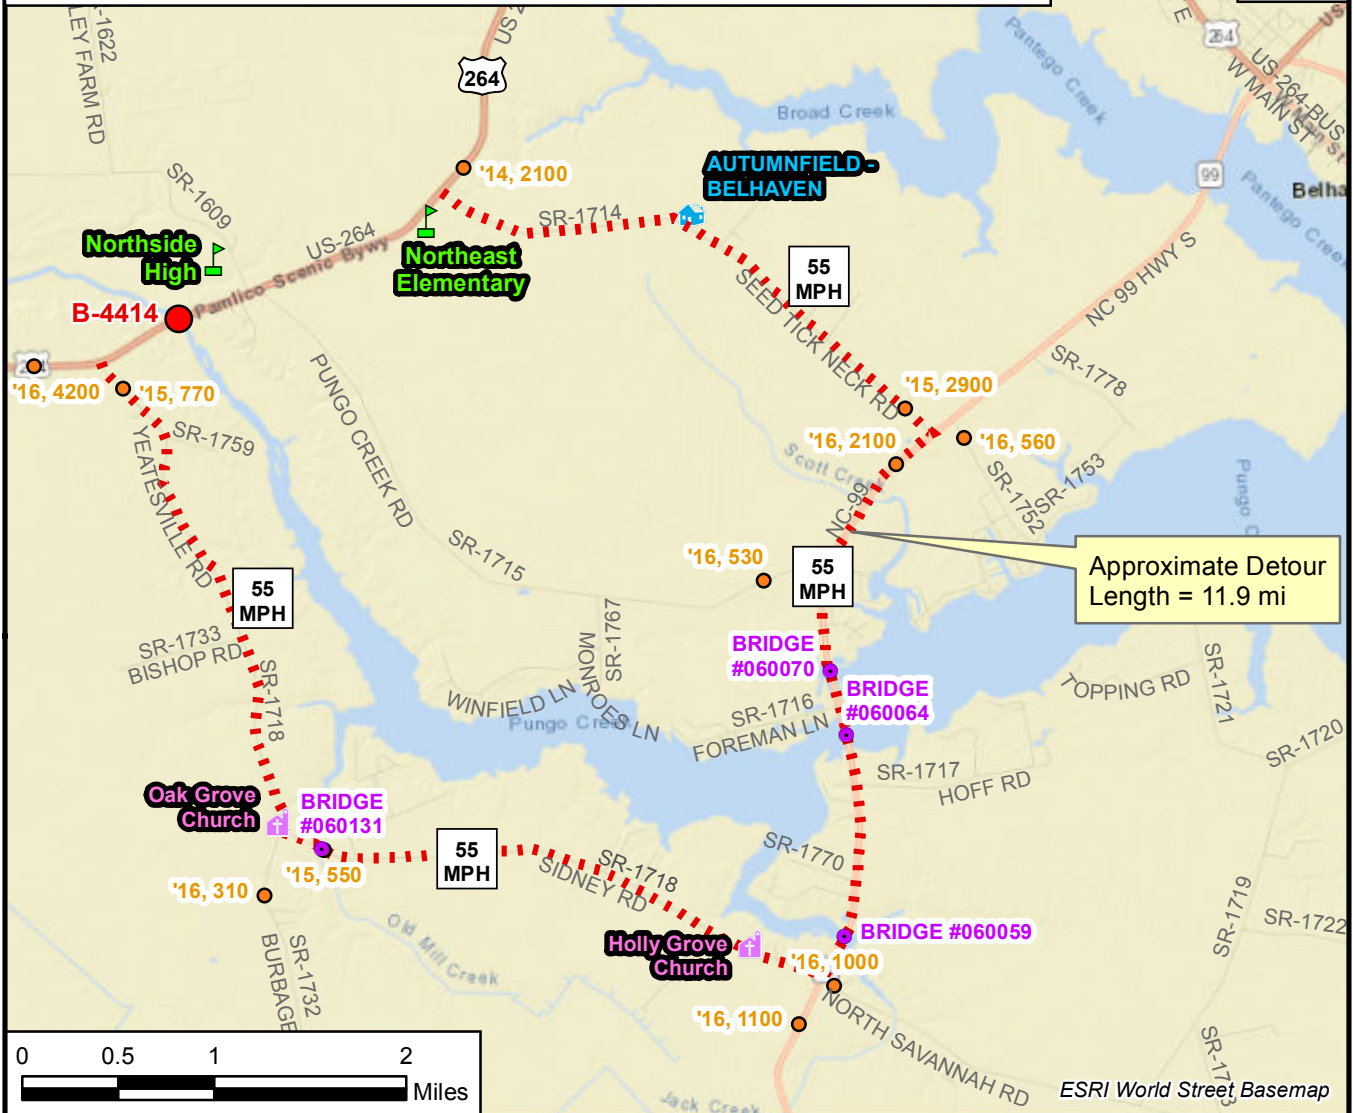 -1622
LEY FARM RD
US 2
264
264
E
US
US-264-BUS
W MAIN ST
W Main St
Pantego Creek
Broad Creek
'14, 2100
AUTUMNFIELD -
BELHAVEN
99
Belha
Pantego Creek
SR-1609
SR-1714
US-264
Pamlico Scenic Bywy
Northside
High
Northeast
Elementary
55
MPH
NC 99 HWY S
B-4414
SEED TICK NECK RD
'16, 4200
'15, 770
PUNGO CREEK RD
SR-1778
'15, 2900
YEATESVILLE RD
SR-1759
'16, 2100
'16, 560
Scott Creek
SR-1752
SR-1753
Pungo C
NC-99
SR-1715
'16, 530
55
MPH
Approximate Detour
Length = 11.9 mi
55
MPH
SR-1767
MONROES LN
SR-1733
BISHOP RD
BRIDGE
#060070
SR-1718
WINFIELD LN
Pungo Creek
BRIDGE
#060064
SR-1716
FOREMAN LN
TOPPING RD
SR-1721
SR-1720
SR-1717
HOFF RD
Oak Grove
Church
BRIDGE
#060131
55
MPH
SR-1718
SIDNEY RD
SR-1770
'15, 550
'16, 310
SR-1719
SR-1722
Old Mill Creek
BURBAGE
SR-1732
Holly Grove
Church
BRIDGE #060059
'16, 1000
'16, 1100
NORTH SAVANNAH RD
0 0.5 1 2
Miles
Jack Creek
ESRI World Street Basemap